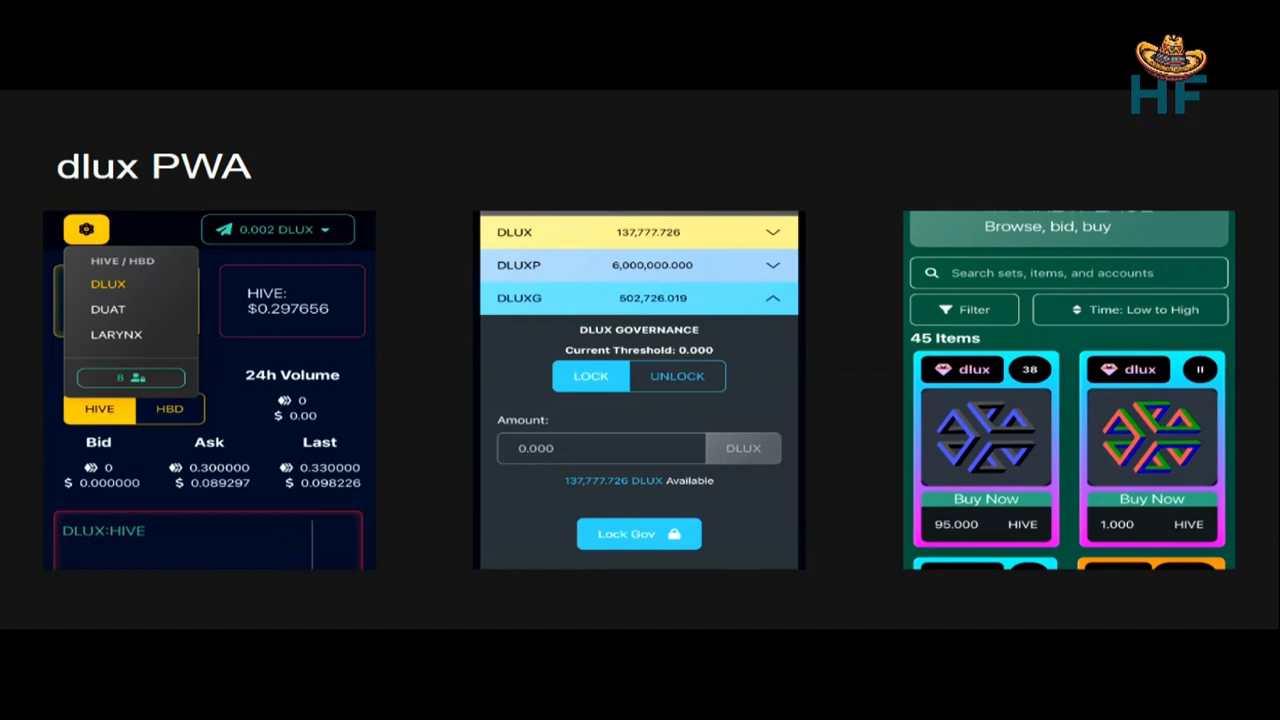 HF
dlux PWA
0.002 DLUX
HIVE / HBD
DLUX
DUAT
LARYNX
8
HIVE:
$0.297656
24h Volume
0
$ 0.00
HIVE HBD
Bid Ask Last
0 0.300000 0.330000
$ 0.000000 $ 0.089297 $ 0.098226
DLUX:HIVE
DLUX 137,777.726
DLUXP 6,000,000.000
DLUXG 502,726.019
DLUX GOVERNANCE
Current Threshold: 0.000
LOCK UNLOCK
Amount:
0.000 DLUX
137,777.726 DLUX Available
Lock Gov
Browse, bid, buy
Search sets, items, and accounts
Filter Time: Low to High
45 Items
dlux 38 dlux 11
Buy Now Buy Now
95.000 HIVE 1.000 HIVE